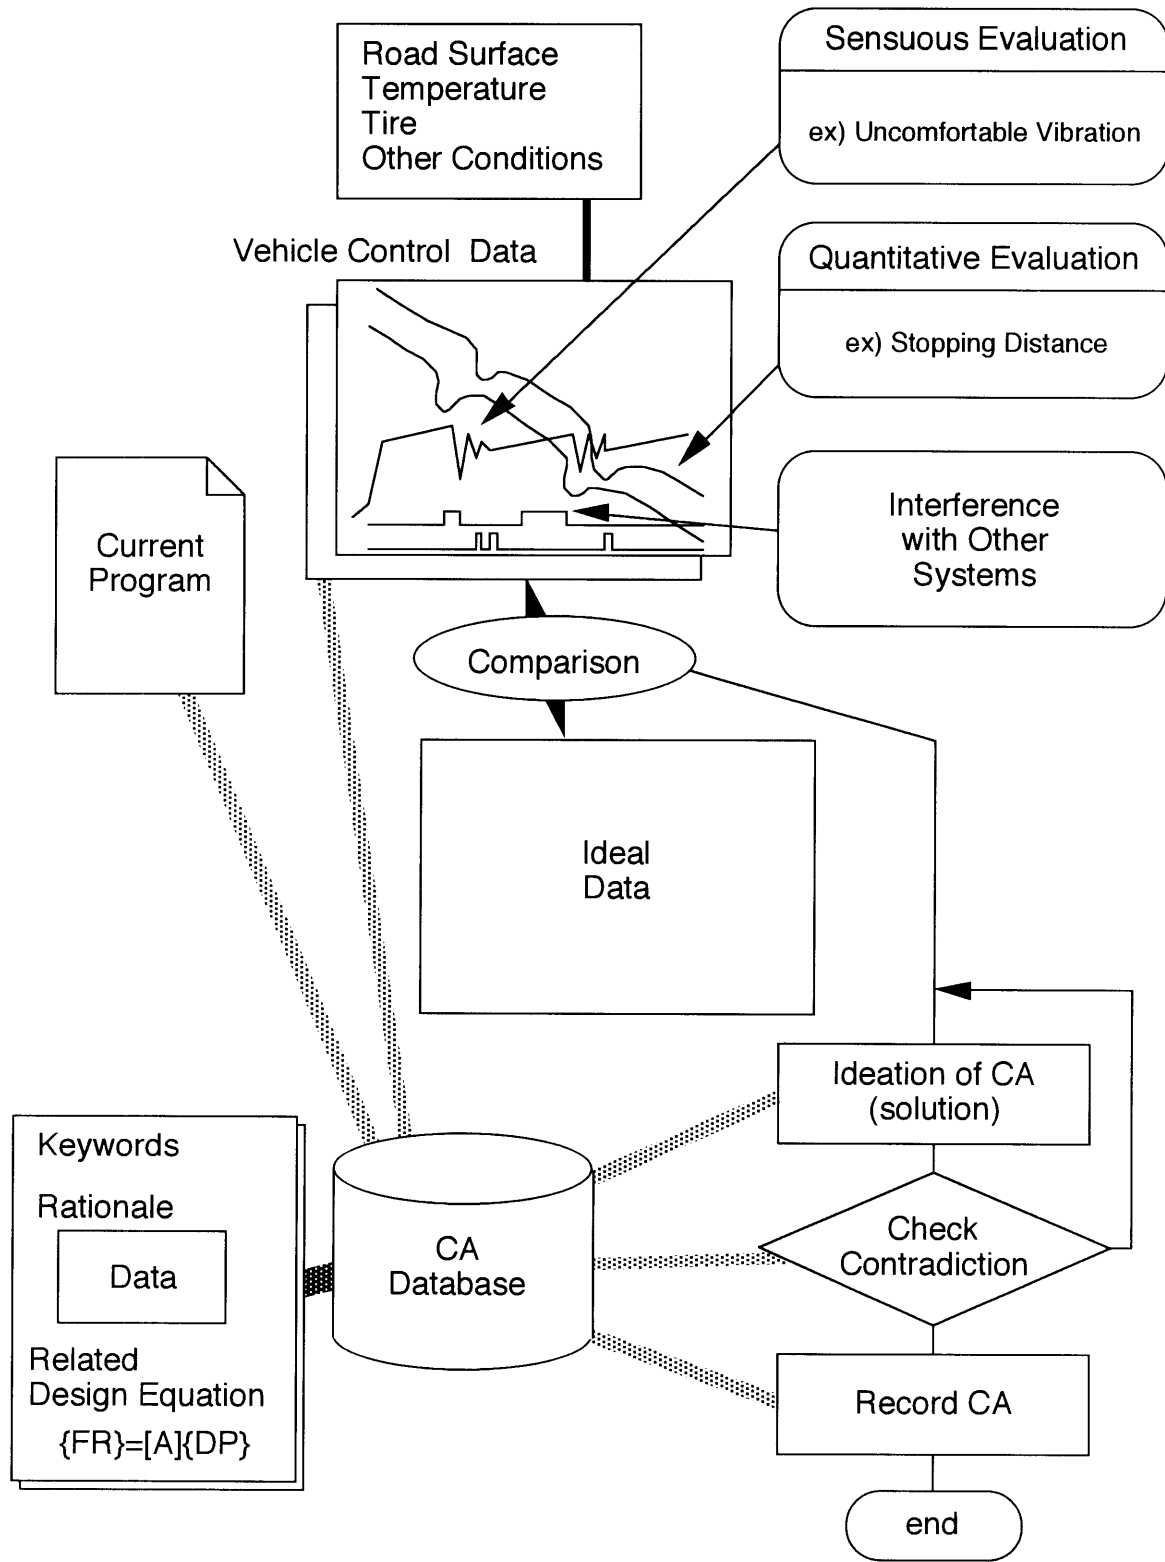 Road Surface
Temperature
Tire
Other Conditions
Sensuous Evaluation
ex) Uncomfortable Vibration
Vehicle Control Data
Quantitative Evaluation
ex) Stopping Distance
Interference
with Other
Systems
Current
Program
Comparison
Ideal
Data
Ideation of CA
(solution)
Keywords
Rationale
Data
Related
Design Equation
{FR}=[A]{DP}
CA
Database
Check
Contradiction
Record CA
end